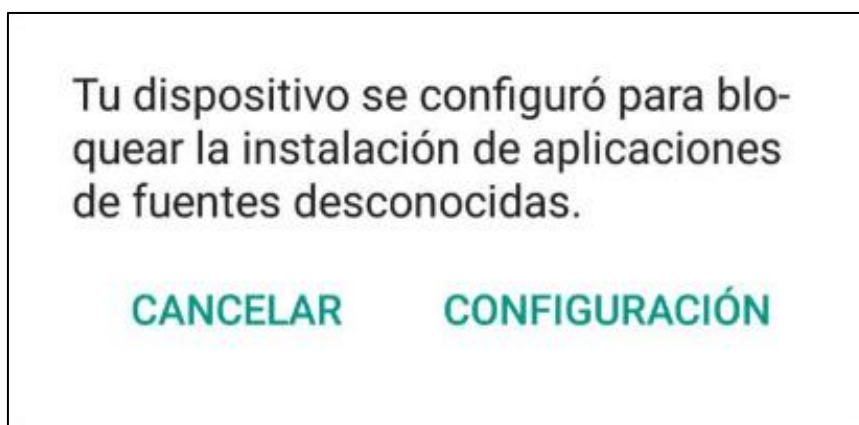 Tu dispositivo se configuró para blo-
quear la instalación de aplicaciones
de fuentes desconocidas.
CANCELAR CONFIGURACIÓN